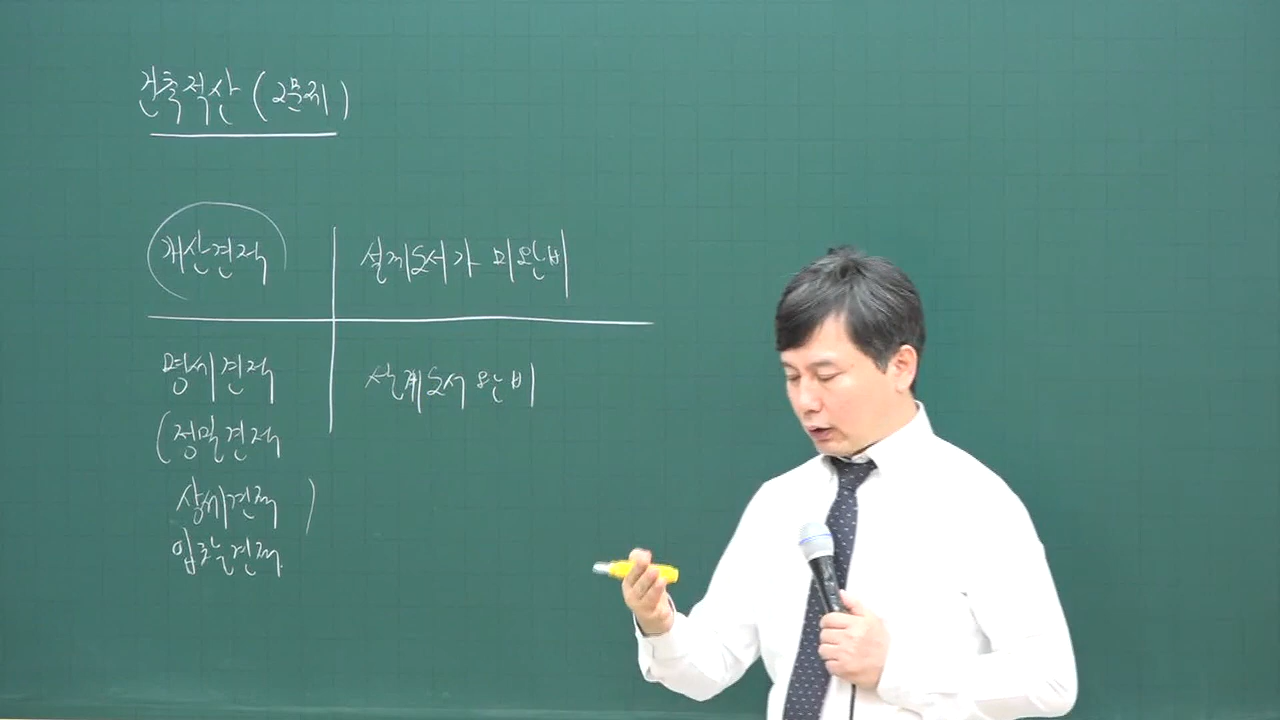 건축적산 (2문제)
개산견적 설계도서가 미완비
명세견적 설계도서 완비
(정밀견적
상세견적 )
입찰견적